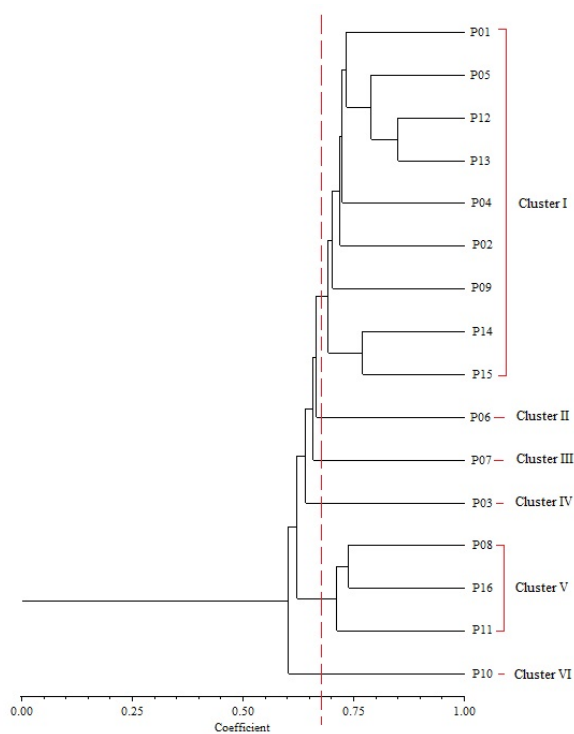 P01
P05
P12
P13
P04
Cluster I
P02
P09
P14
P15
P06 Cluster II
P07 Cluster III
P03 Cluster IV
P08
P16 Cluster V
P11
P10 Cluster VI
0.00 0.25 0.50 0.75 1.00
Coefficient